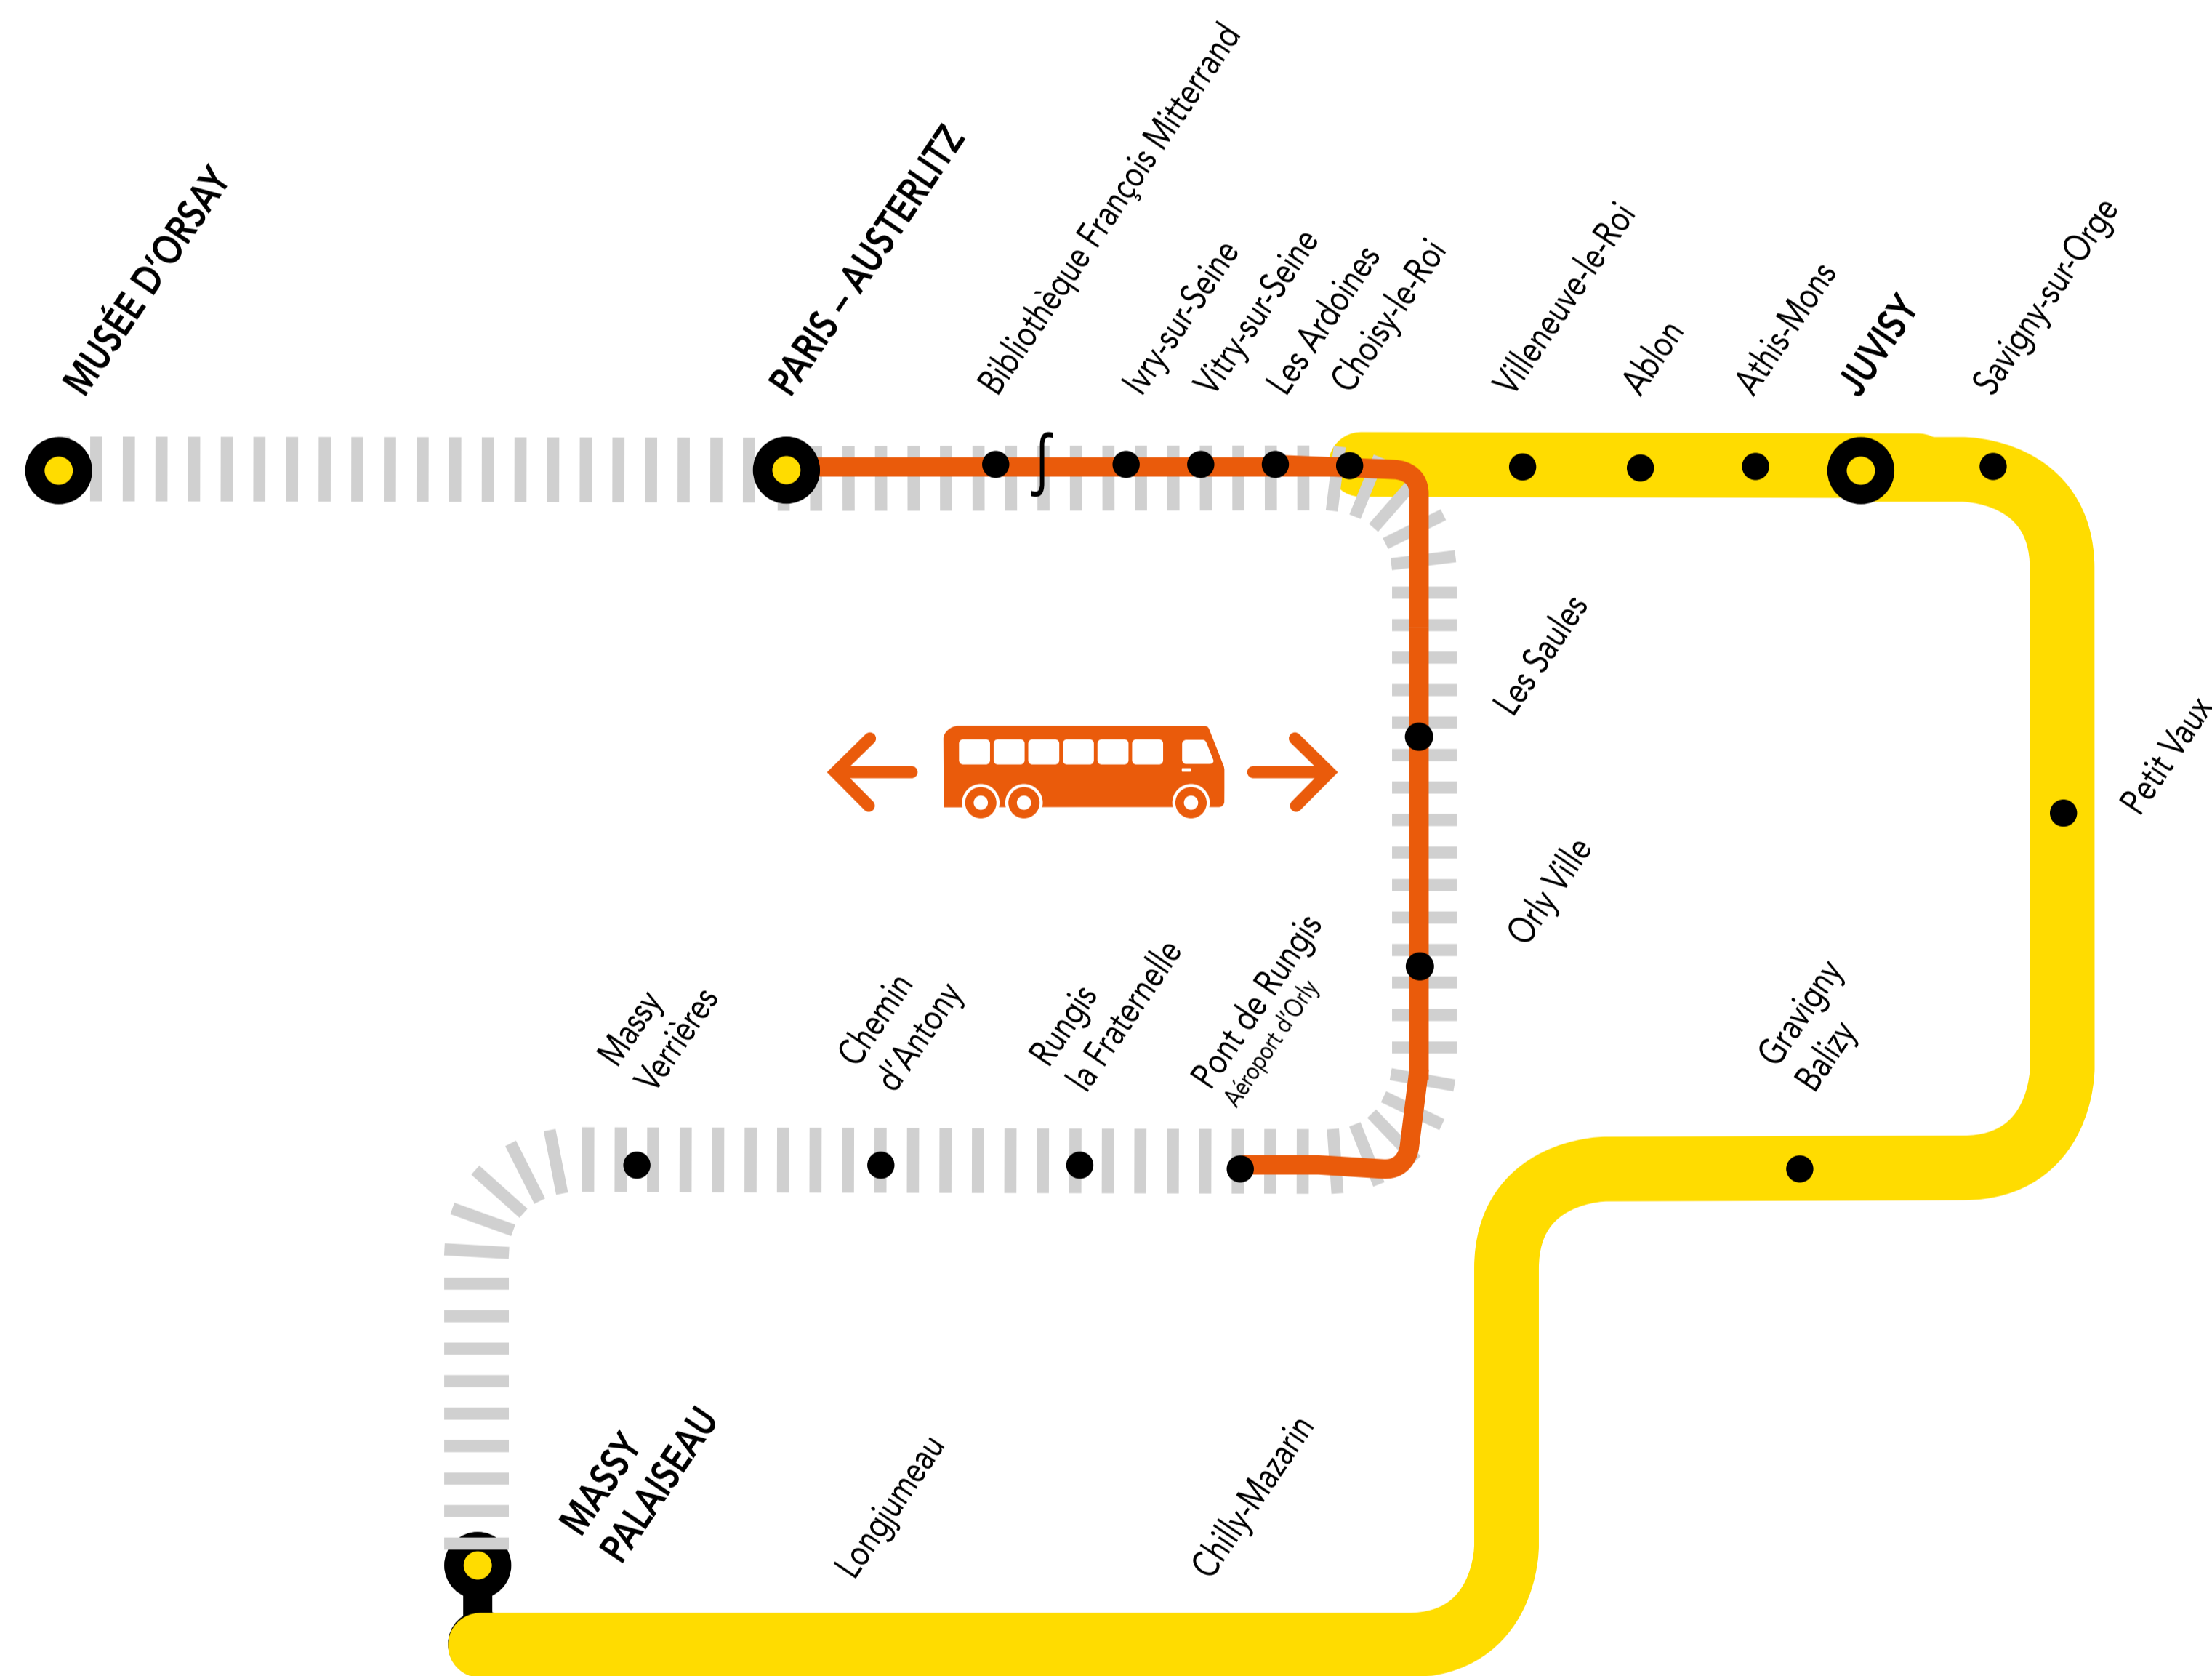 MUSÉE D'ORSAY
PARIS – AUSTERLITZ
Bibliothèque François Mitterrand
Ivry-sur-Seine
Vitry-sur-Seine
Les Ardoines
Choisy-le-Roi
Villeneuve-le-Roi
Ablon
Athis-Mons
JUVISY
Savigny-sur-Orge
Les Saules
Petit Vaux
Orly Ville
Massy
Verrières
Chemin
d'Antony
Rungis
la Fraternelle
Pont de Rungis
Aéroport d'Orly
Gravigny
Balizy
MASSY
PALAISEAU
Longjumeau
Chilly-Mazarin